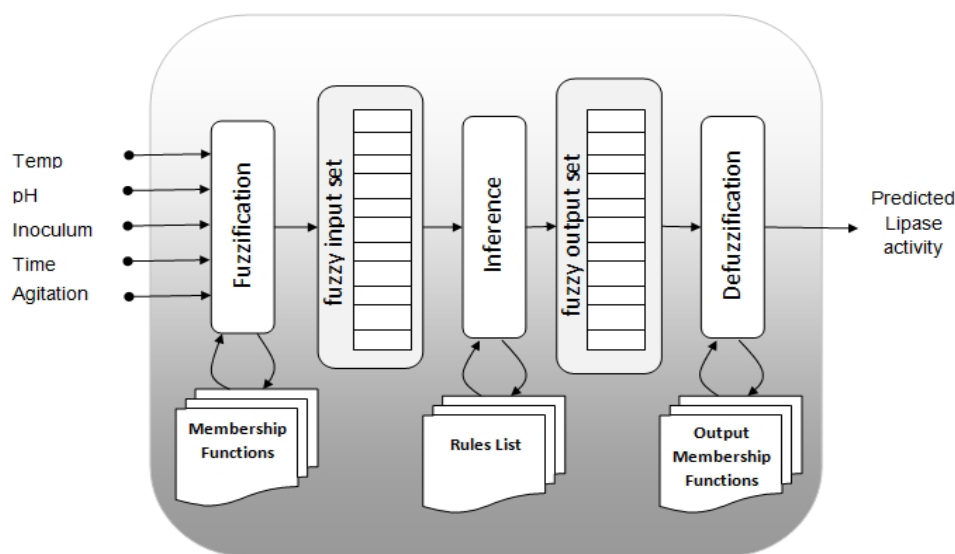 Temp
pH
Inoculum
Time
Agitation
Fuzzification
fuzzy input set
Inference
fuzzy output set
Defuzzification
Predicted
Lipase
activity
Membership
Functions
Rules List
Output
Membership
Functions